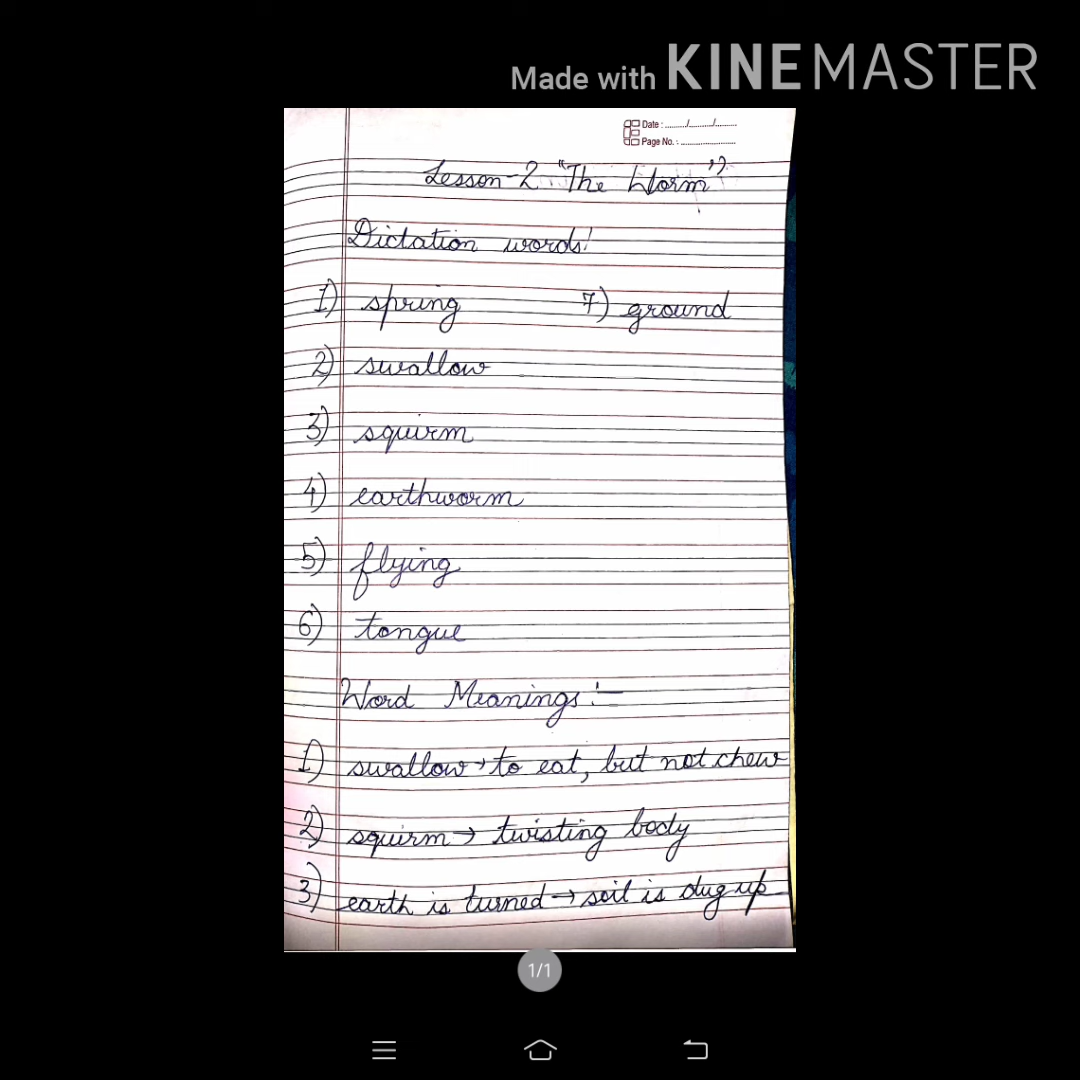 Made with KINEMASTER
Date : ......../........./.........
Page No. : ......................
Lesson-2 "The Worm"
Dictation words:
1) spring 7) ground
2) swallow
3) squirm
4) earthworm
5) flying
6) tongue
Word Meanings :-
1) swallow → to eat, but not chew
2) squirm → twisting body
3) earth is turned → soil is dug up
1/1